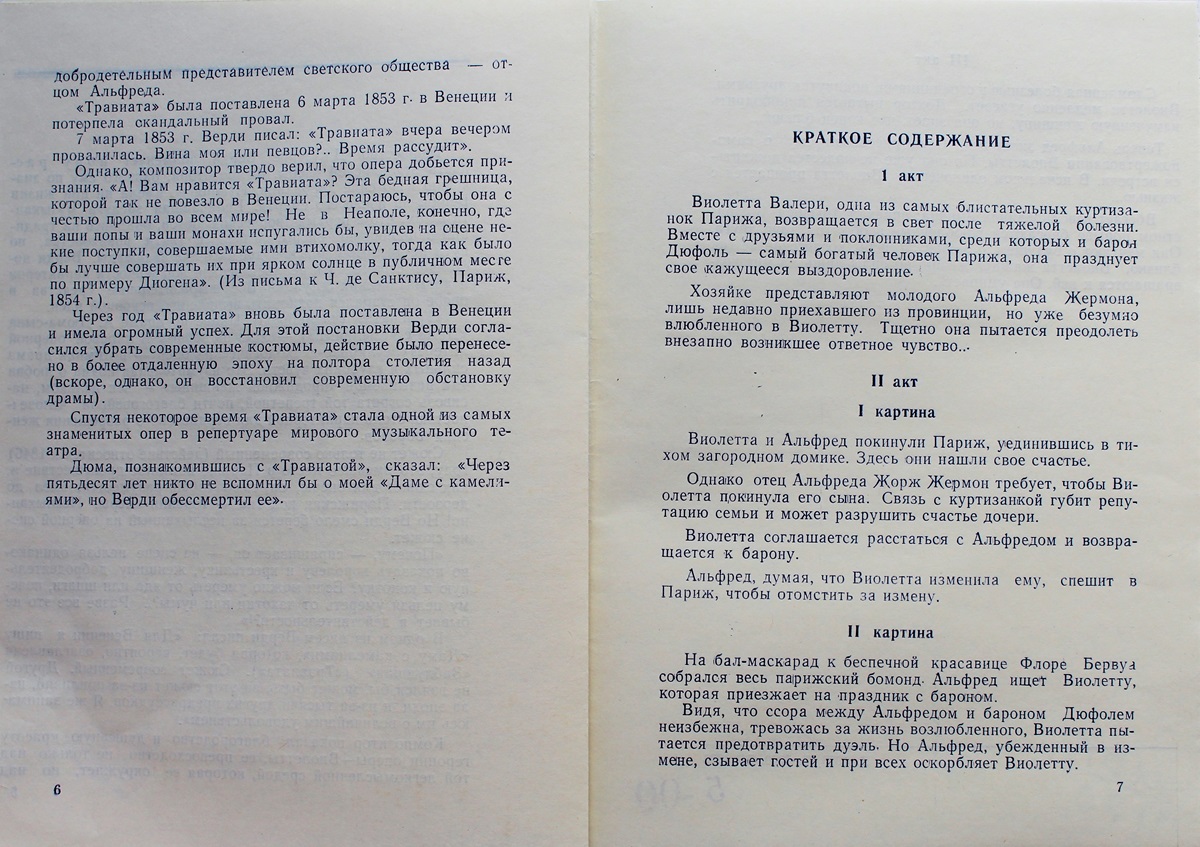 добродетельным представителем светского общества — от-
цом Альфреда.
«Травиата» была поставлена 6 марта 1853 г. в Венеции и
потерпела скандальный провал.
7 марта 1853 г. Верди писал: «Травиата» вчера вечером
провалилась. Вина моя или певцов?.. Время рассудит».
Однако, композитор твердо верил, что опера добьется при-
знания. «А! Вам нравится «Травиата»? Эта бедная грешница,
которой так не повезло в Венеции. Постараюсь, чтобы она с
честью прошла во всем мире! Не в Неаполе, конечно, где
ваши попы и ваши монахи испугались бы, увидев на сцене не-
кие поступки, совершаемые ими втихомолку, тогда как было
бы лучше совершать их при ярком солнце в публичном месте
по примеру Диогена». (Из письма к Ч. де Санктису, Париж,
1854 г.).
Через год «Травиата» вновь была поставлена в Венеции
и имела огромный успех. Для этой постановки Верди согла-
сился убрать современные костюмы, действие было перенесе-
но в более отдаленную эпоху на полтора столетия назад
(вскоре, однако, он восстановил современную обстановку
драмы).
Спустя некоторое время «Травиата» стала одной из самых
знаменитых опер в репертуаре мирового музыкального те-
атра.
Дюма, познакомившись с «Травиатой», сказал: «Через
пятьдесят лет никто не вспомнил бы о моей «Даме с камели-
ями», но Верди обессмертил ее».
6
КРАТКОЕ СОДЕРЖАНИЕ
I акт
Виолетта Валери, одна из самых блистательных куртиза-
нок Парижа, возвращается в свет после тяжелой болезни.
Вместе с друзьями и поклонниками, среди которых и барон
Дюфоль — самый богатый человек Парижа, она празднует
свое кажущееся выздоровление.
Хозяйке представляют молодого Альфреда Жермона,
лишь недавно приехавшего из провинции, но уже безумно
влюбленного в Виолетту. Тщетно она пытается преодолеть
внезапно возникшее ответное чувство...
II акт
I картина
Виолетта и Альфред покинули Париж, уединившись в ти-
хом загородном домике. Здесь они нашли свое счастье.
Однако отец Альфреда Жорж Жермон требует, чтобы Ви-
олетта покинула его сына. Связь с куртизанкой губит репу-
тацию семьи и может разрушить счастье дочери.
Виолетта соглашается расстаться с Альфредом и возвра-
щается к барону.
Альфред, думая, что Виолетта изменила ему, спешит в
Париж, чтобы отомстить за измену.
II картина
На бал-маскарад к беспечной красавице Флоре Бервуа
собрался весь парижский бомонд. Альфред ищет Виолетту,
которая приезжает на праздник с бароном.
Видя, что ссора между Альфредом и бароном Дюфолем
неизбежна, тревожась за жизнь возлюбленного, Виолетта пы-
тается предотвратить дуэль. Но Альфред, убежденный в из-
мене, сзывает гостей и при всех оскорбляет Виолетту.
7